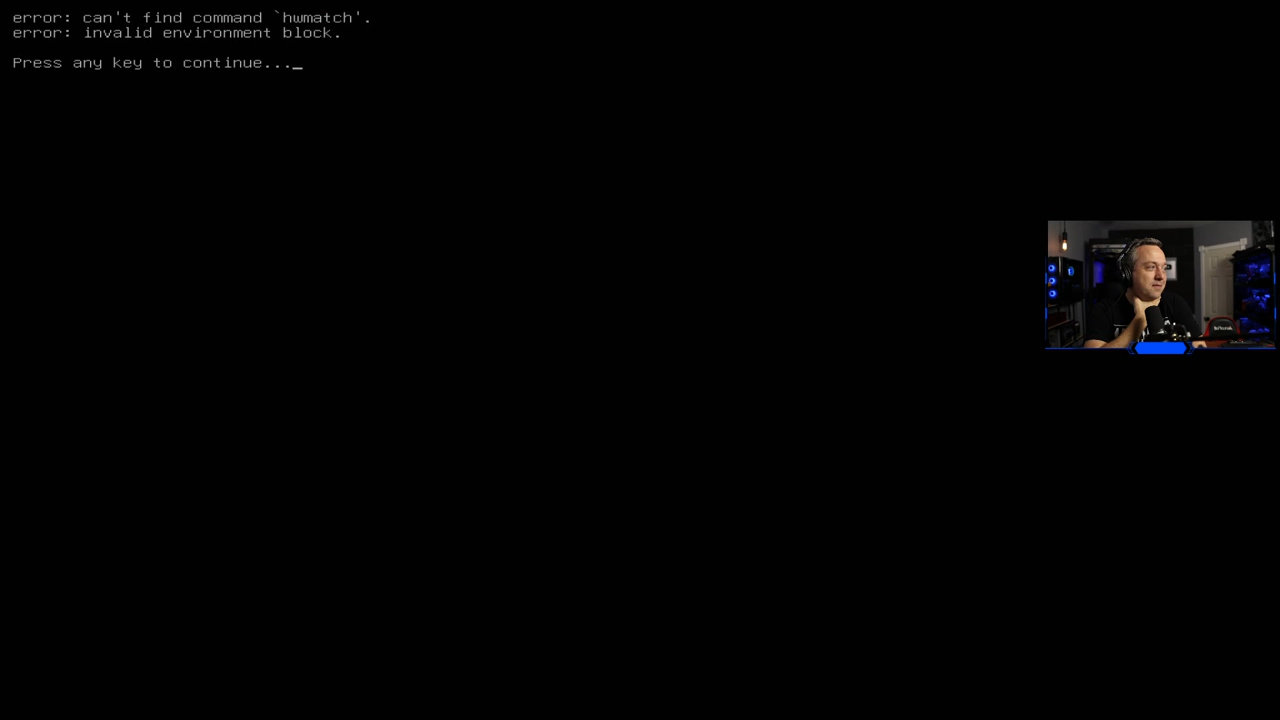 error: can't find command `hwmatch'.
error: invalid environment block.
Press any key to continue..._